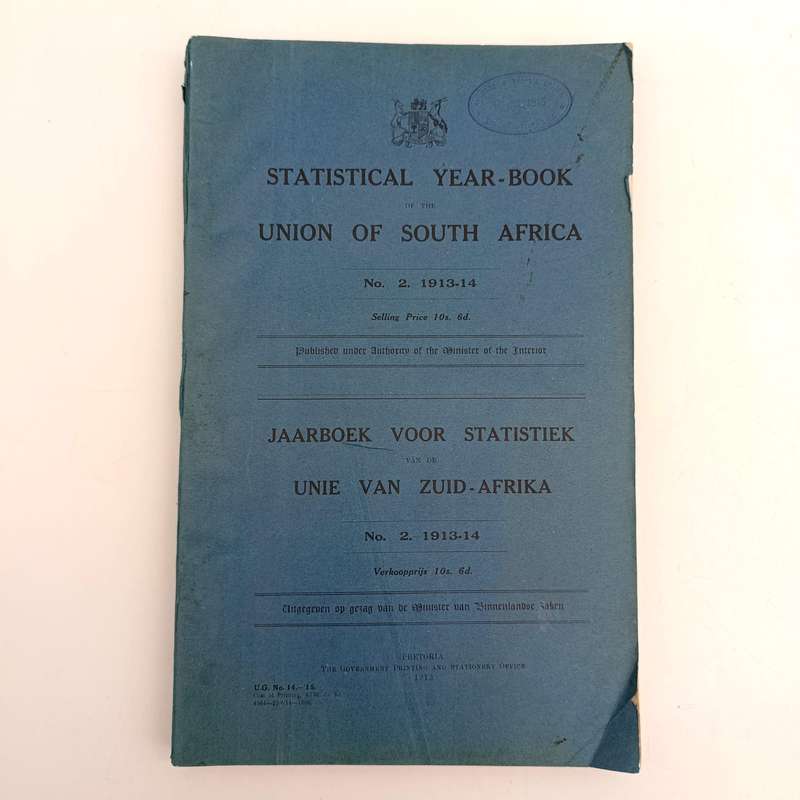 STATISTICAL YEAR-BOOK
OF THE
UNION OF SOUTH AFRICA
No. 2. 1913-14
Selling Price 10s. 6d.
Published under Authority of the Minister of the Interior
JAARBOEK VOOR STATISTIEK
VAN DE
UNIE VAN ZUID-AFRIKA
No. 2. 1913-14
Verkoopprijs 10s. 6d.
Uitgegeven op gezag van de Minister van Binnenlandse Zaken
PRETORIA
THE GOVERNMENT PRINTING AND STATIONERY OFFICE
U.G. No. 14.—'15.
Cost of Printing,